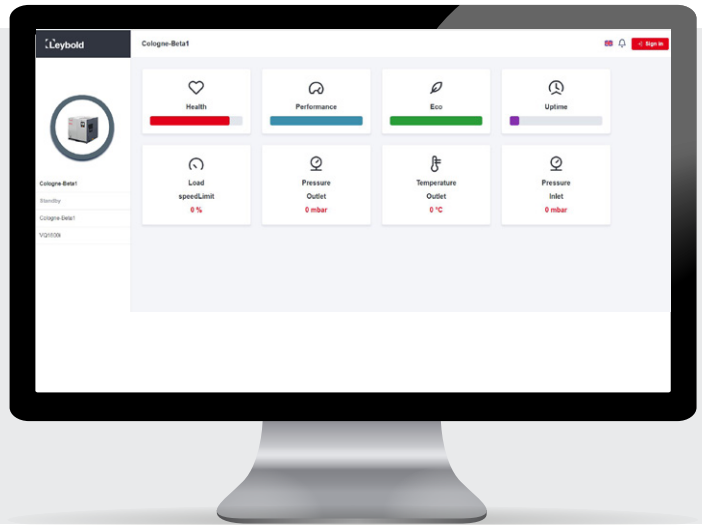 Leybold
Cologne-Beta1
Sign in
Health
Performance
Eco
Uptime
Load
speedLimit
0 %
Pressure
Outlet
0 mbar
Temperature
Outlet
0 °C
Pressure
Inlet
0 mbar
Cologne-Beta1
Standby
Cologne-Beta1